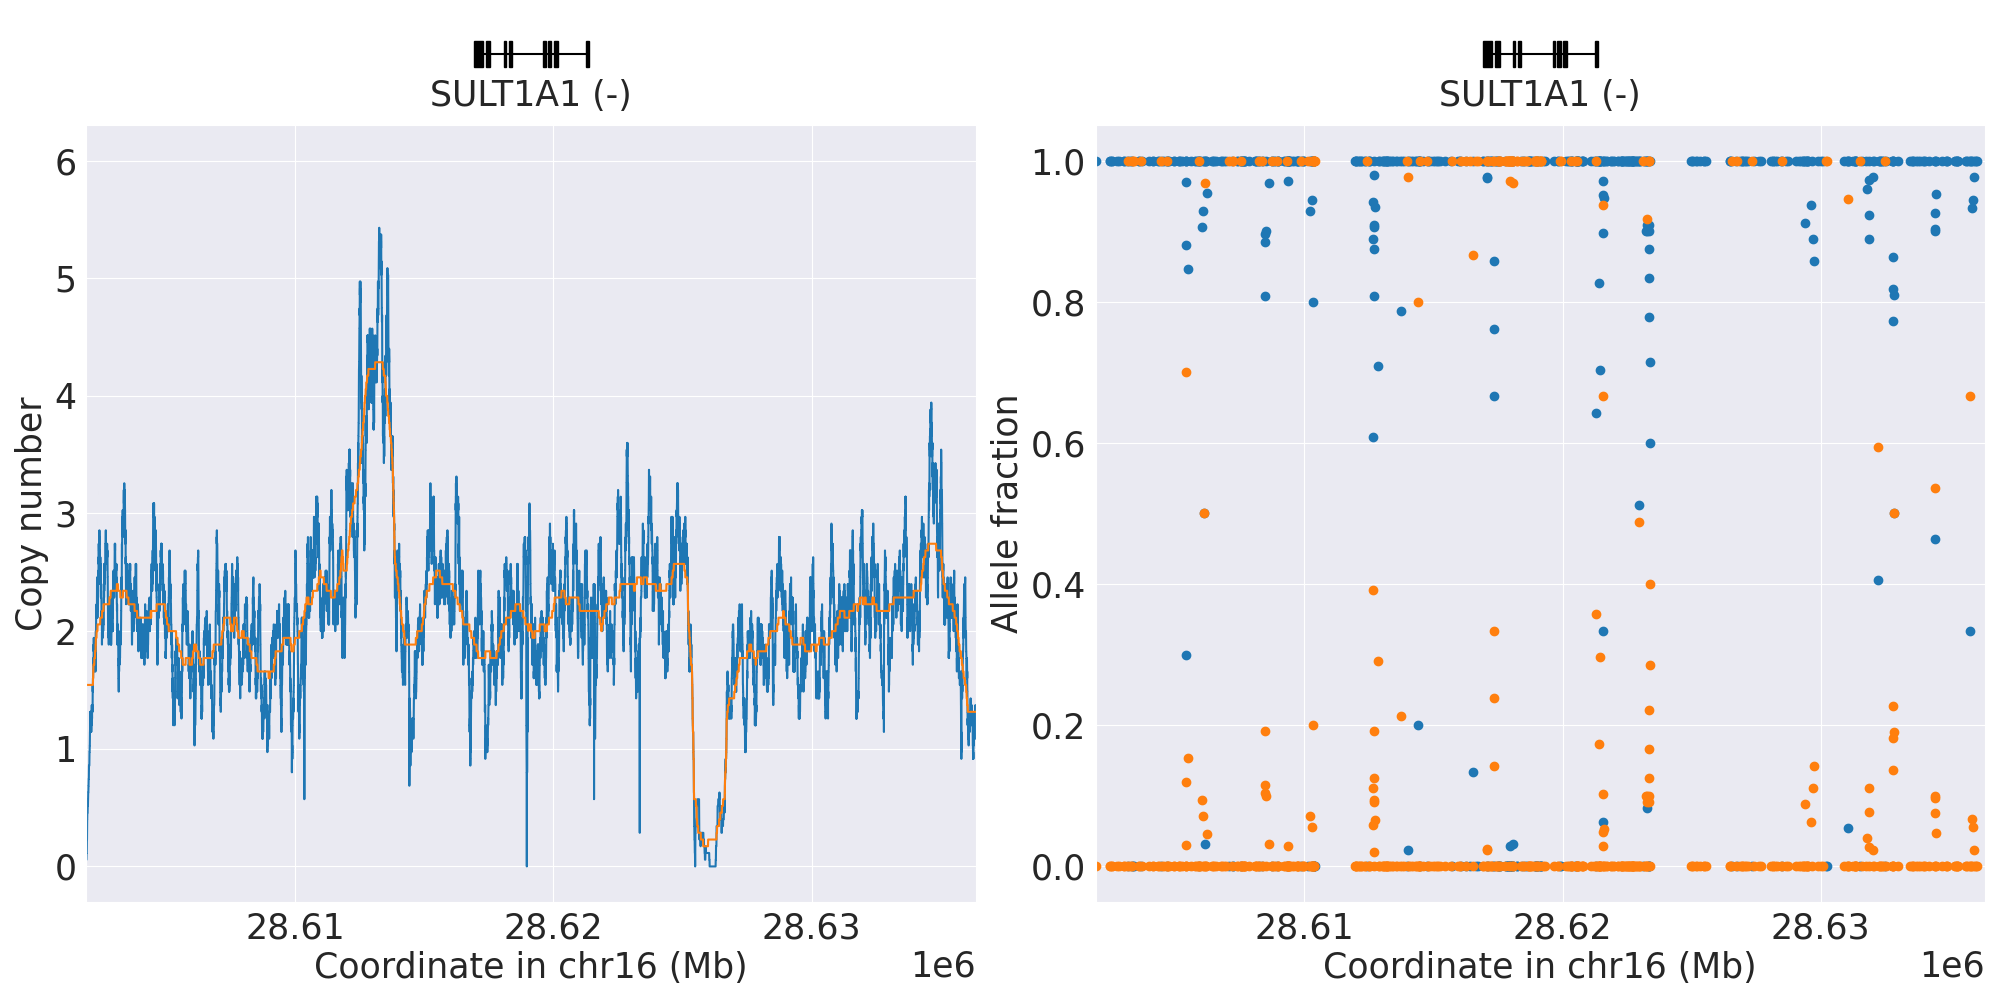 SULT1A1 (-)
Copy number
6
5
4
3
2
1
0
28.61
28.62
28.63
Coordinate in chr16 (Mb)
1e6
SULT1A1 (-)
Allele fraction
1.0
0.8
0.6
0.4
0.2
0.0
28.61
28.62
28.63
Coordinate in chr16 (Mb)
1e6